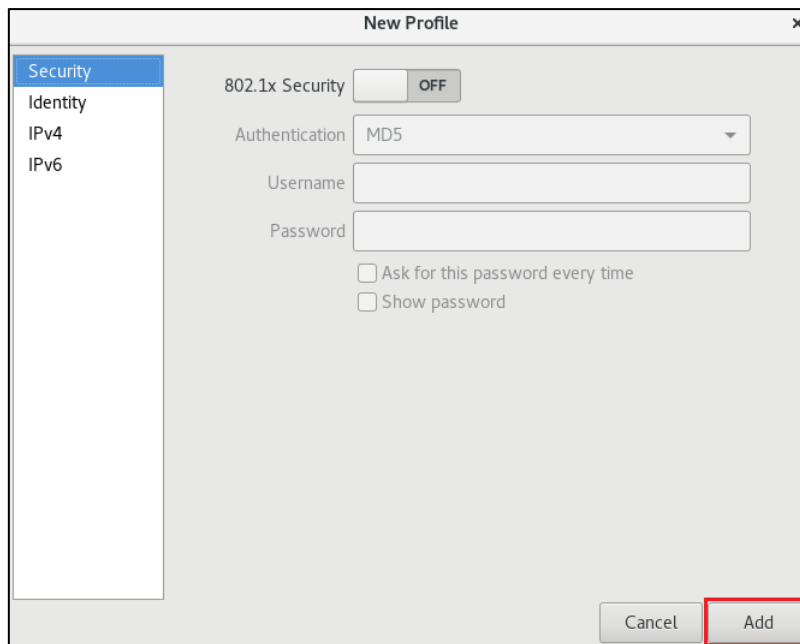 New Profile
×
Security
Identity
IPv4
IPv6
802.1x Security OFF
Authentication MD5
Username
Password
Ask for this password every time
Show password
Cancel Add